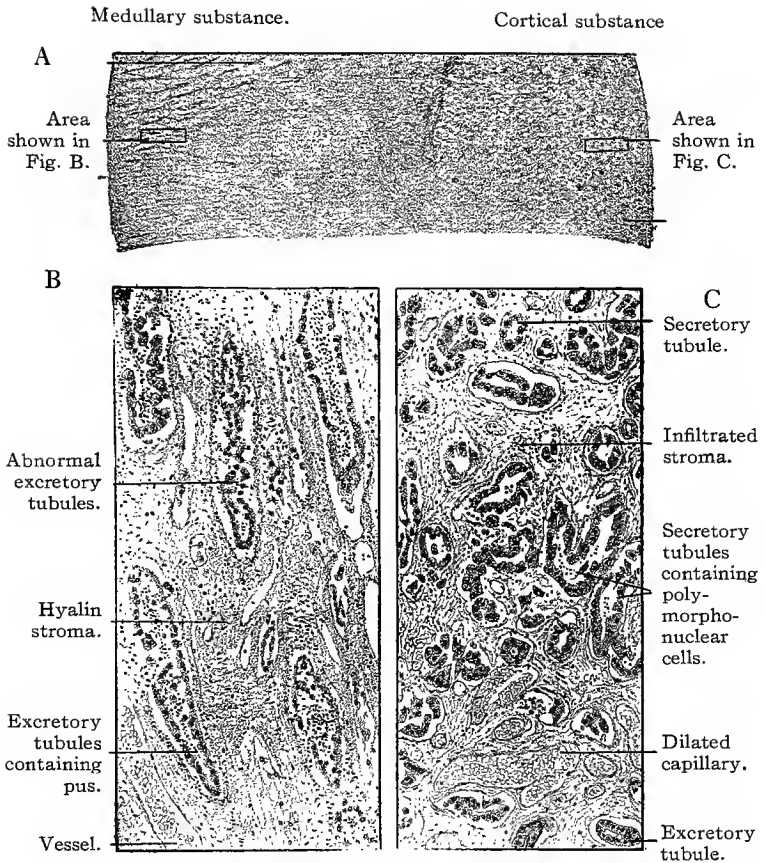 Medullary substance.
Cortical substance
A
Area
shown in
Fig. B.
Area
shown in
Fig. C.
B
Abnormal
excretory
tubules.
Hyalin
stroma.
Excretory
tubules
containing
pus.
Vessel.
C
Secretory
tubule.
Infiltrated
stroma.
Secretory
tubules
containing
poly-
morpho-
nuclear
cells.
Dilated
capillary.
Excretory
tubule.